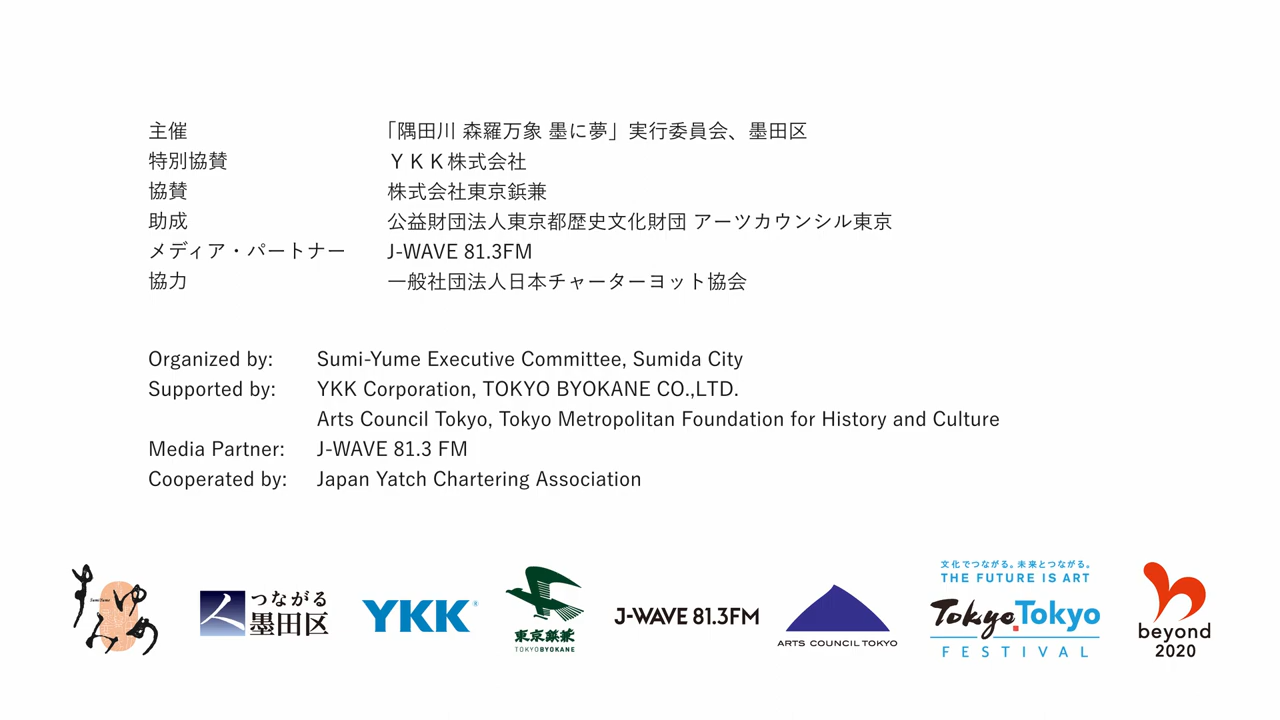 主催 「隅田川 森羅万象 墨に夢」実行委員会、墨田区
特別協賛 ＹＫＫ株式会社
協賛 株式会社東京鋲兼
助成 公益財団法人東京都歴史文化財団 アーツカウンシル東京
メディア・パートナー J-WAVE 81.3FM
協力 一般社団法人日本チャーターヨット協会
Organized by: Sumi-Yume Executive Committee, Sumida City
Supported by: YKK Corporation, TOKYO BYOKANE CO.,LTD.
Arts Council Tokyo, Tokyo Metropolitan Foundation for History and Culture
Media Partner: J-WAVE 81.3 FM
Cooperated by: Japan Yatch Chartering Association
すみゆめ
Sumi Yume
つながる
墨田区
YKK®
東京鋲兼
TOKYOBYOKANE
J-WAVE 81.3FM
ARTS COUNCIL TOKYO
文化でつながる。未来とつながる。
THE FUTURE IS ART
Tokyo Tokyo
FESTIVAL
beyond
2020